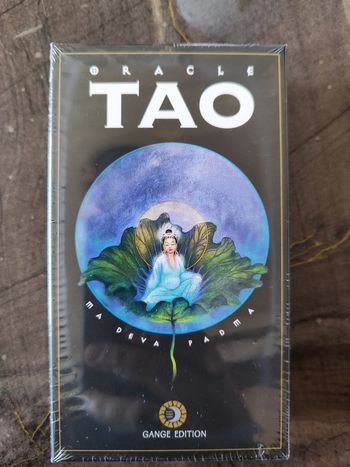 ORACLE
TAO
MA DEVA PADMA
GANGE EDITION